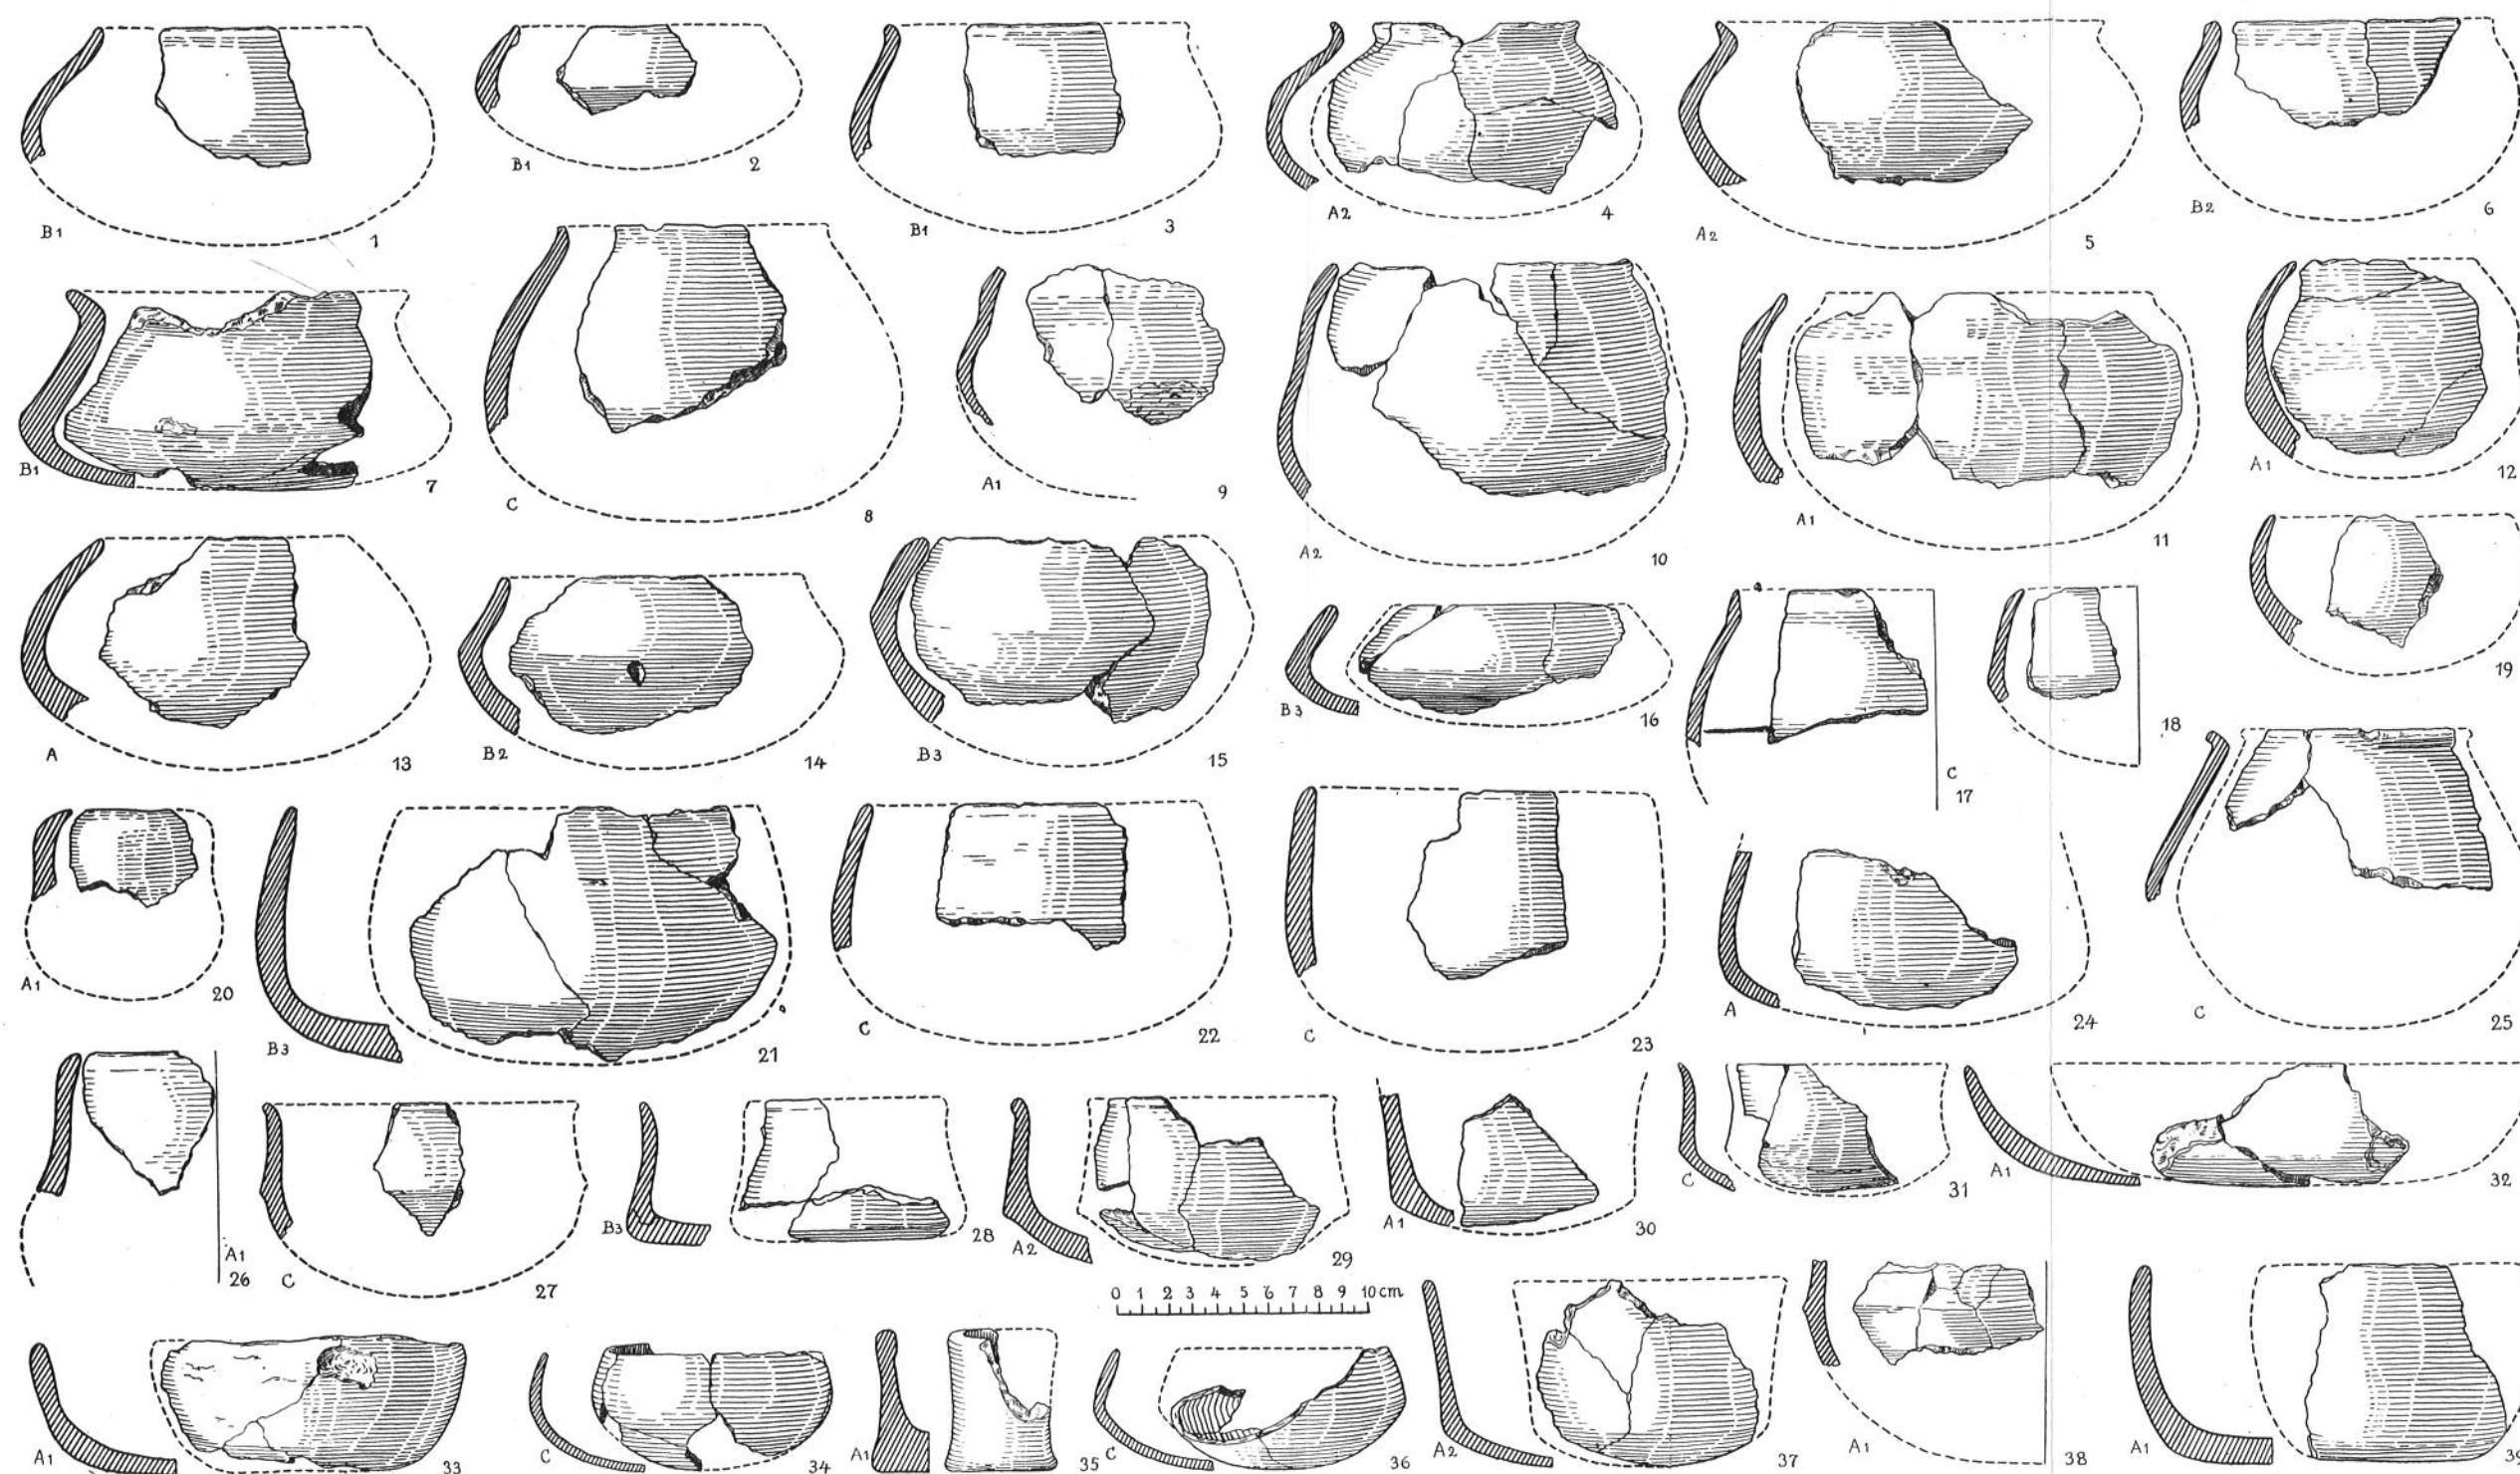 B1 1
B1 2
B1 3
A2 4
A2 5
B2 6
B1 7
C 8
A1 9
A2 10
A1 11
A1 12
A 13
B2 14
B3 15
B3 16
C 17
18
19
A1 20
B3 21
C 22
C 23
A 24
C 25
A1 26
C 27
B3 28
A2 29
A1 30
C 31
A1 32
0 1 2 3 4 5 6 7 8 9 10 cm
A1 33
C 34
A1 35
C 36
A2 37
A1 38
A1 39